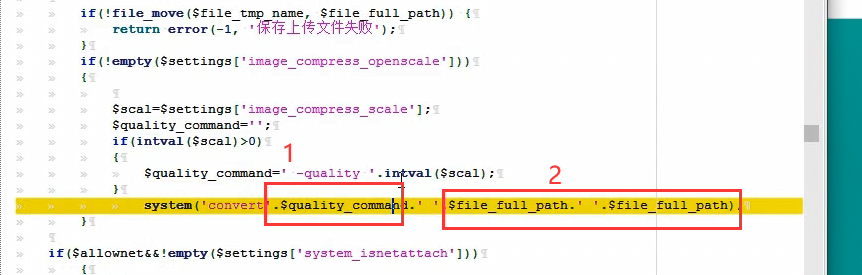 if(!file_move($file_tmp_name, $file_full_path)) {
return error(-1, '保存上传文件失败');
}
if(!empty($settings['image_compress_openscale']))
{
$scal=$settings['image_compress_scale'];
$quality_command='';
if(intval($scal)>0)
1
{
$quality_command=' -quality '.intval($scal);
2
}
system('convert'.$quality_command.' '.$file_full_path.' '.$file_full_path);
}
if($allownet&&!empty($settings['system_isnetattach']))
{